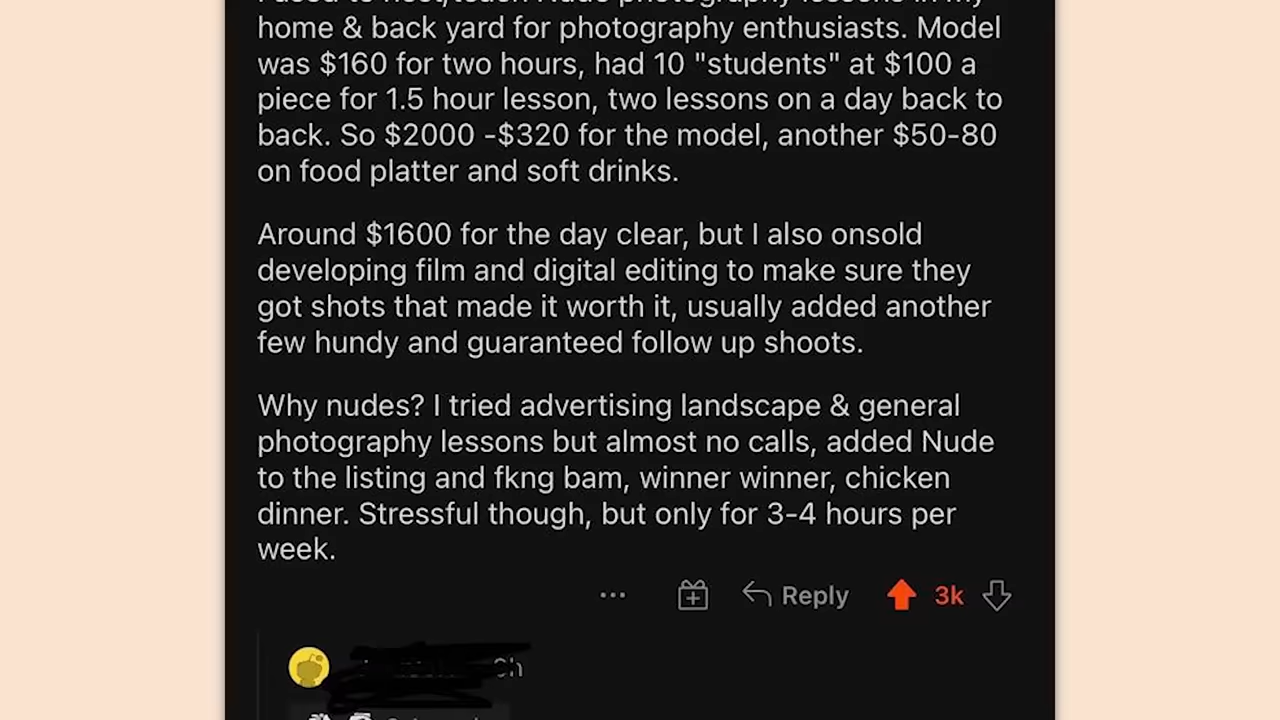 home & back yard for photography enthusiasts. Model
was $160 for two hours, had 10 "students" at $100 a
piece for 1.5 hour lesson, two lessons on a day back to
back. So $2000 -$320 for the model, another $50-80
on food platter and soft drinks.
Around $1600 for the day clear, but I also onsold
developing film and digital editing to make sure they
got shots that made it worth it, usually added another
few hundy and guaranteed follow up shoots.
Why nudes? I tried advertising landscape & general
photography lessons but almost no calls, added Nude
to the listing and fkng bam, winner winner, chicken
dinner. Stressful though, but only for 3-4 hours per
week.
... Reply 3k